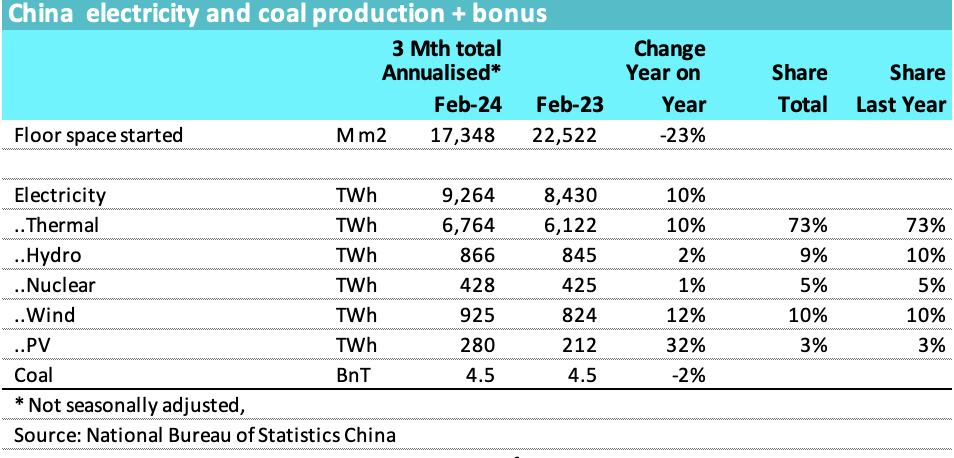 China electricity and coal production + bonus
3 Mth total Change
Annualised* Year on Share Share
Feb-24 Feb-23 Year Total Last Year
Floor space started M m2 17,348 22,522 -23%
Electricity TWh 9,264 8,430 10%
..Thermal TWh 6,764 6,122 10% 73% 73%
..Hydro TWh 866 845 2% 9% 10%
..Nuclear TWh 428 425 1% 5% 5%
..Wind TWh 925 824 12% 10% 10%
..PV TWh 280 212 32% 3% 3%
Coal BnT 4.5 4.5 -2%
* Not seasonally adjusted,
Source: National Bureau of Statistics China